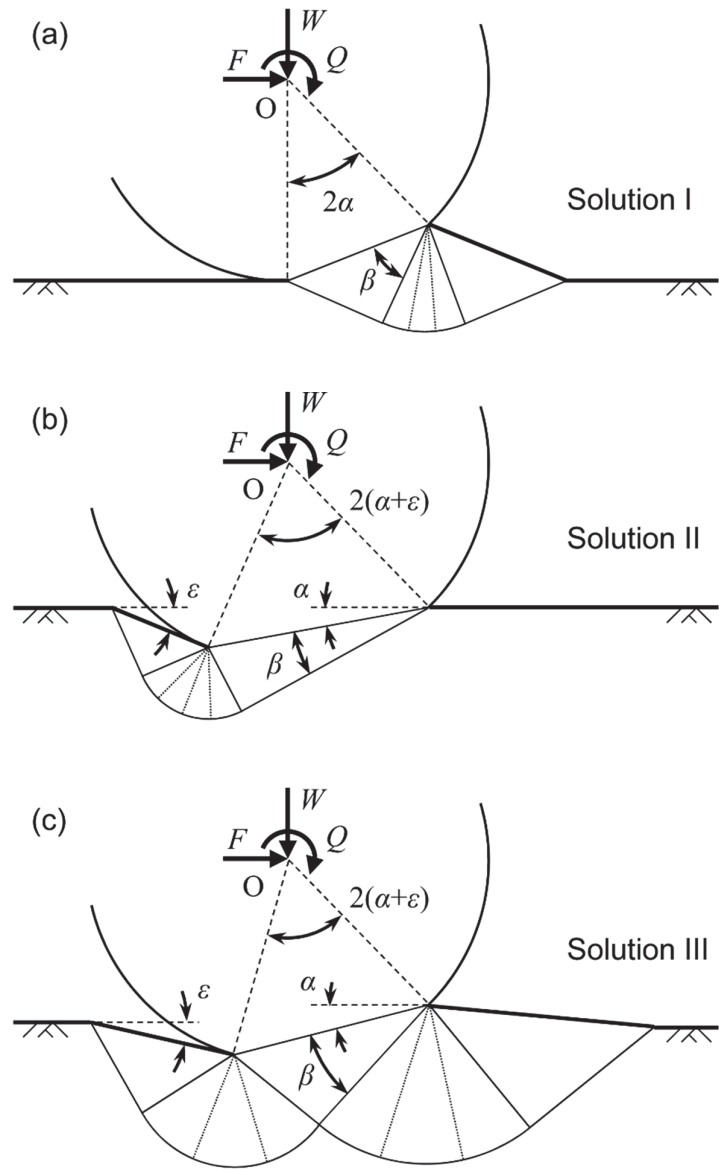 (a)
W
F
Q
O
2α
Solution I
β
(b)
W
F
Q
O
2(α+ε)
Solution II
ε
α
β
(c)
W
F
Q
O
2(α+ε)
Solution III
α
ε
β